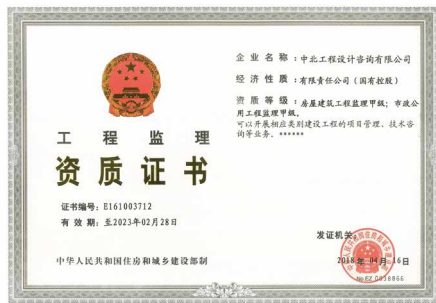 工程监理
资质证书
证书编号：E161003712
有效期：至2023年02月28日
中华人民共和国住房和城乡建设部制
企业名称：中北工程设计咨询有限公司
经济性质：有限责任公司（国有控股）
资质等级：房屋建筑工程监理甲级；市政公
用工程监理甲级。
可以开展相应类别建设工程的项目管理、技术咨
询等业务。******
发证机关
2018年04月16日
No.EZ 0038866